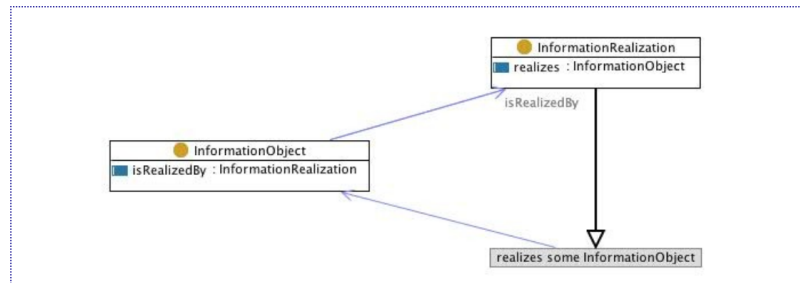 InformationRealization
realizes : InformationObject
isRealizedBy
InformationObject
isRealizedBy : InformationRealization
realizes some InformationObject